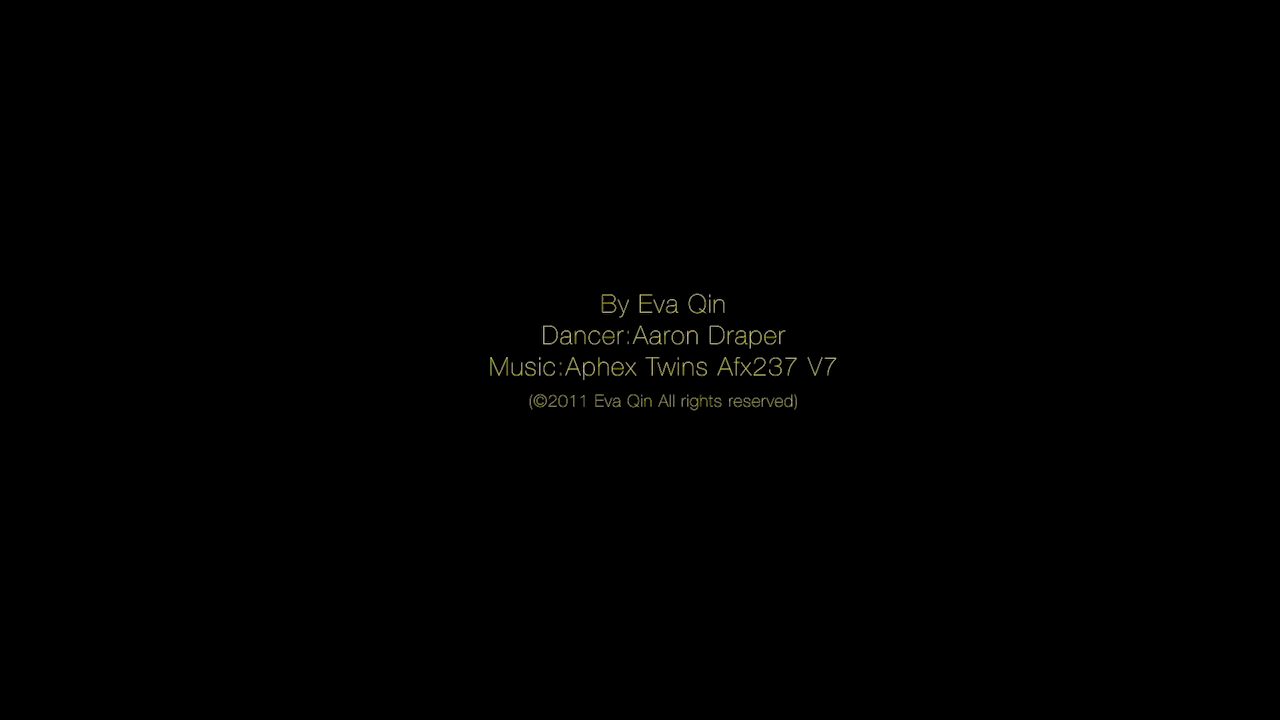 By Eva Qin
Dancer:Aaron Draper
Music:Aphex Twins Afx237 V7
(©2011 Eva Qin All rights reserved)